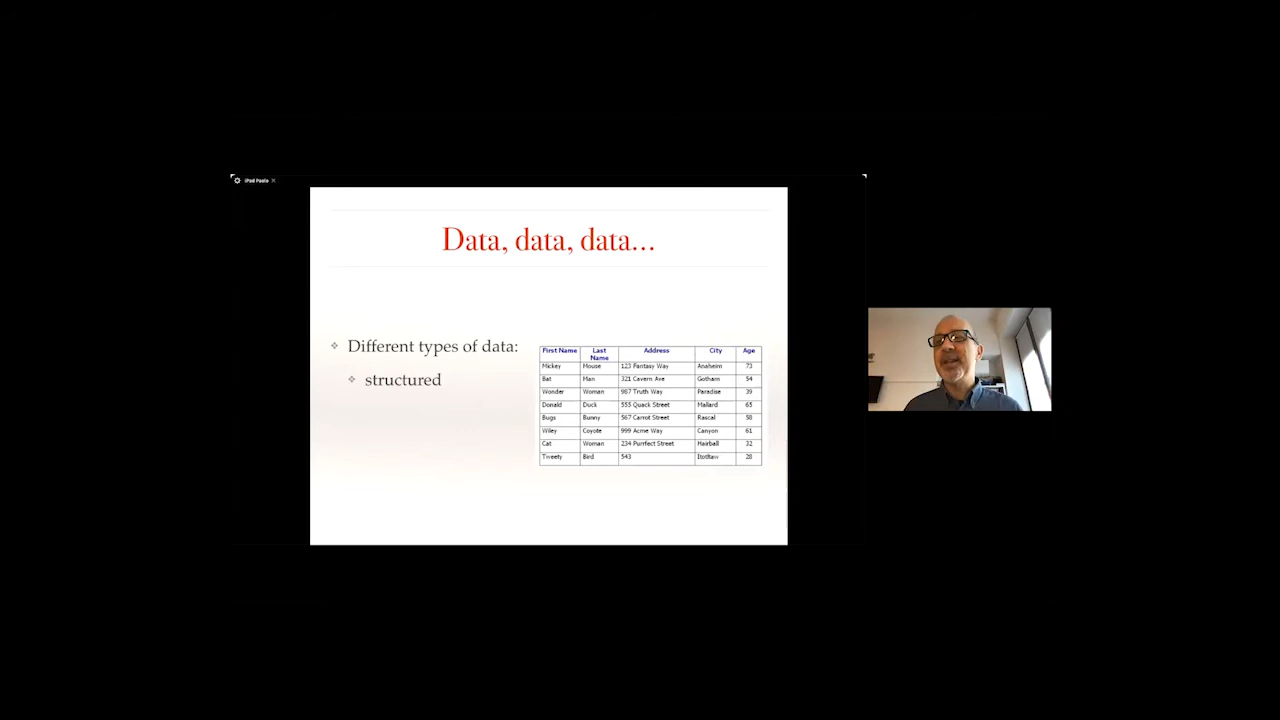 iPad Paolo
Data, data, data...
Different types of data:
structured
First Name Last Name Address City Age
Mickey Mouse 123 Fantasy Way Anaheim 73
Bat Man 321 Cavern Ave Gotham 54
Wonder Woman 987 Truth Way Paradise 39
Donald Duck 555 Quack Street Mallard 65
Bugs Bunny 567 Carrot Street Rascal 58
Wiley Coyote 999 Acme Way Canyon 61
Cat Woman 234 Purrfect Street Hairball 32
Tweety Bird 543 Itotltaw 28